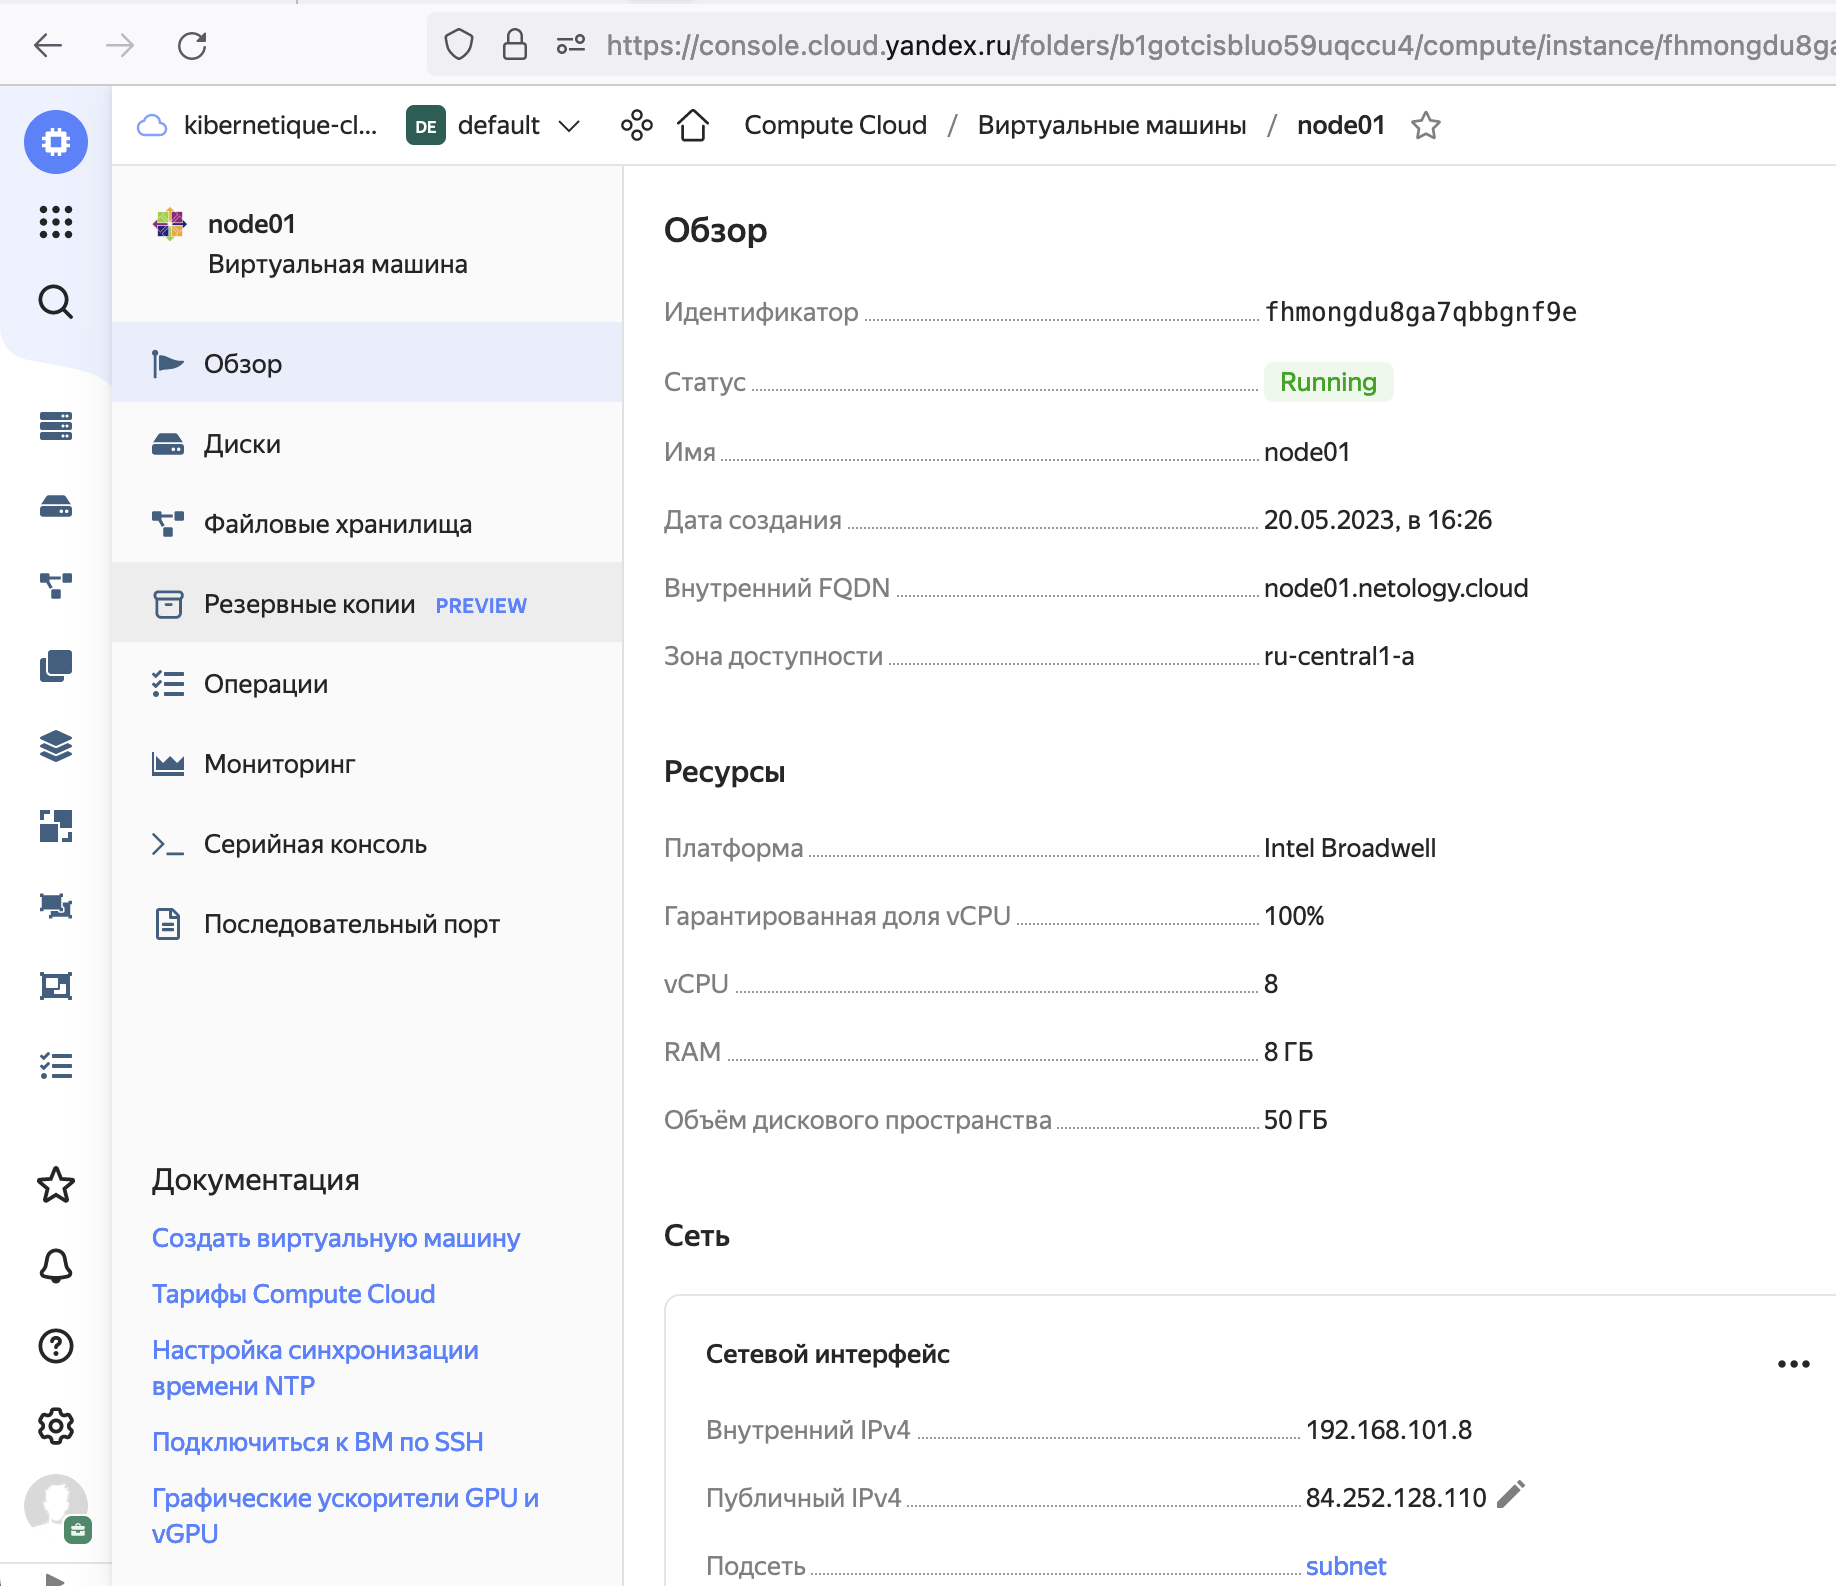 https://console.cloud.yandex.ru/folders/b1gotcisbluo59uqccu4/compute/instance/fhmongdu8ga
kibernetique-cl...
DE
default
Compute Cloud / Виртуальные машины / node01
node01
Виртуальная машина
Обзор
Диски
Файловые хранилища
Резервные копии PREVIEW
Операции
Мониторинг
Серийная консоль
Последовательный порт
Документация
Создать виртуальную машину
Тарифы Compute Cloud
Настройка синхронизации
времени NTP
Подключиться к ВМ по SSH
Графические ускорители GPU и
vGPU
Обзор
Идентификатор fhmongdu8ga7qbbgnf9e
Статус Running
Имя node01
Дата создания 20.05.2023, в 16:26
Внутренний FQDN node01.netology.cloud
Зона доступности ru-central1-a
Ресурсы
Платформа Intel Broadwell
Гарантированная доля vCPU 100%
vCPU 8
RAM 8 ГБ
Объём дискового пространства 50 ГБ
Сеть
Сетевой интерфейс
Внутренний IPv4 192.168.101.8
Публичный IPv4 84.252.128.110
Подсеть subnet